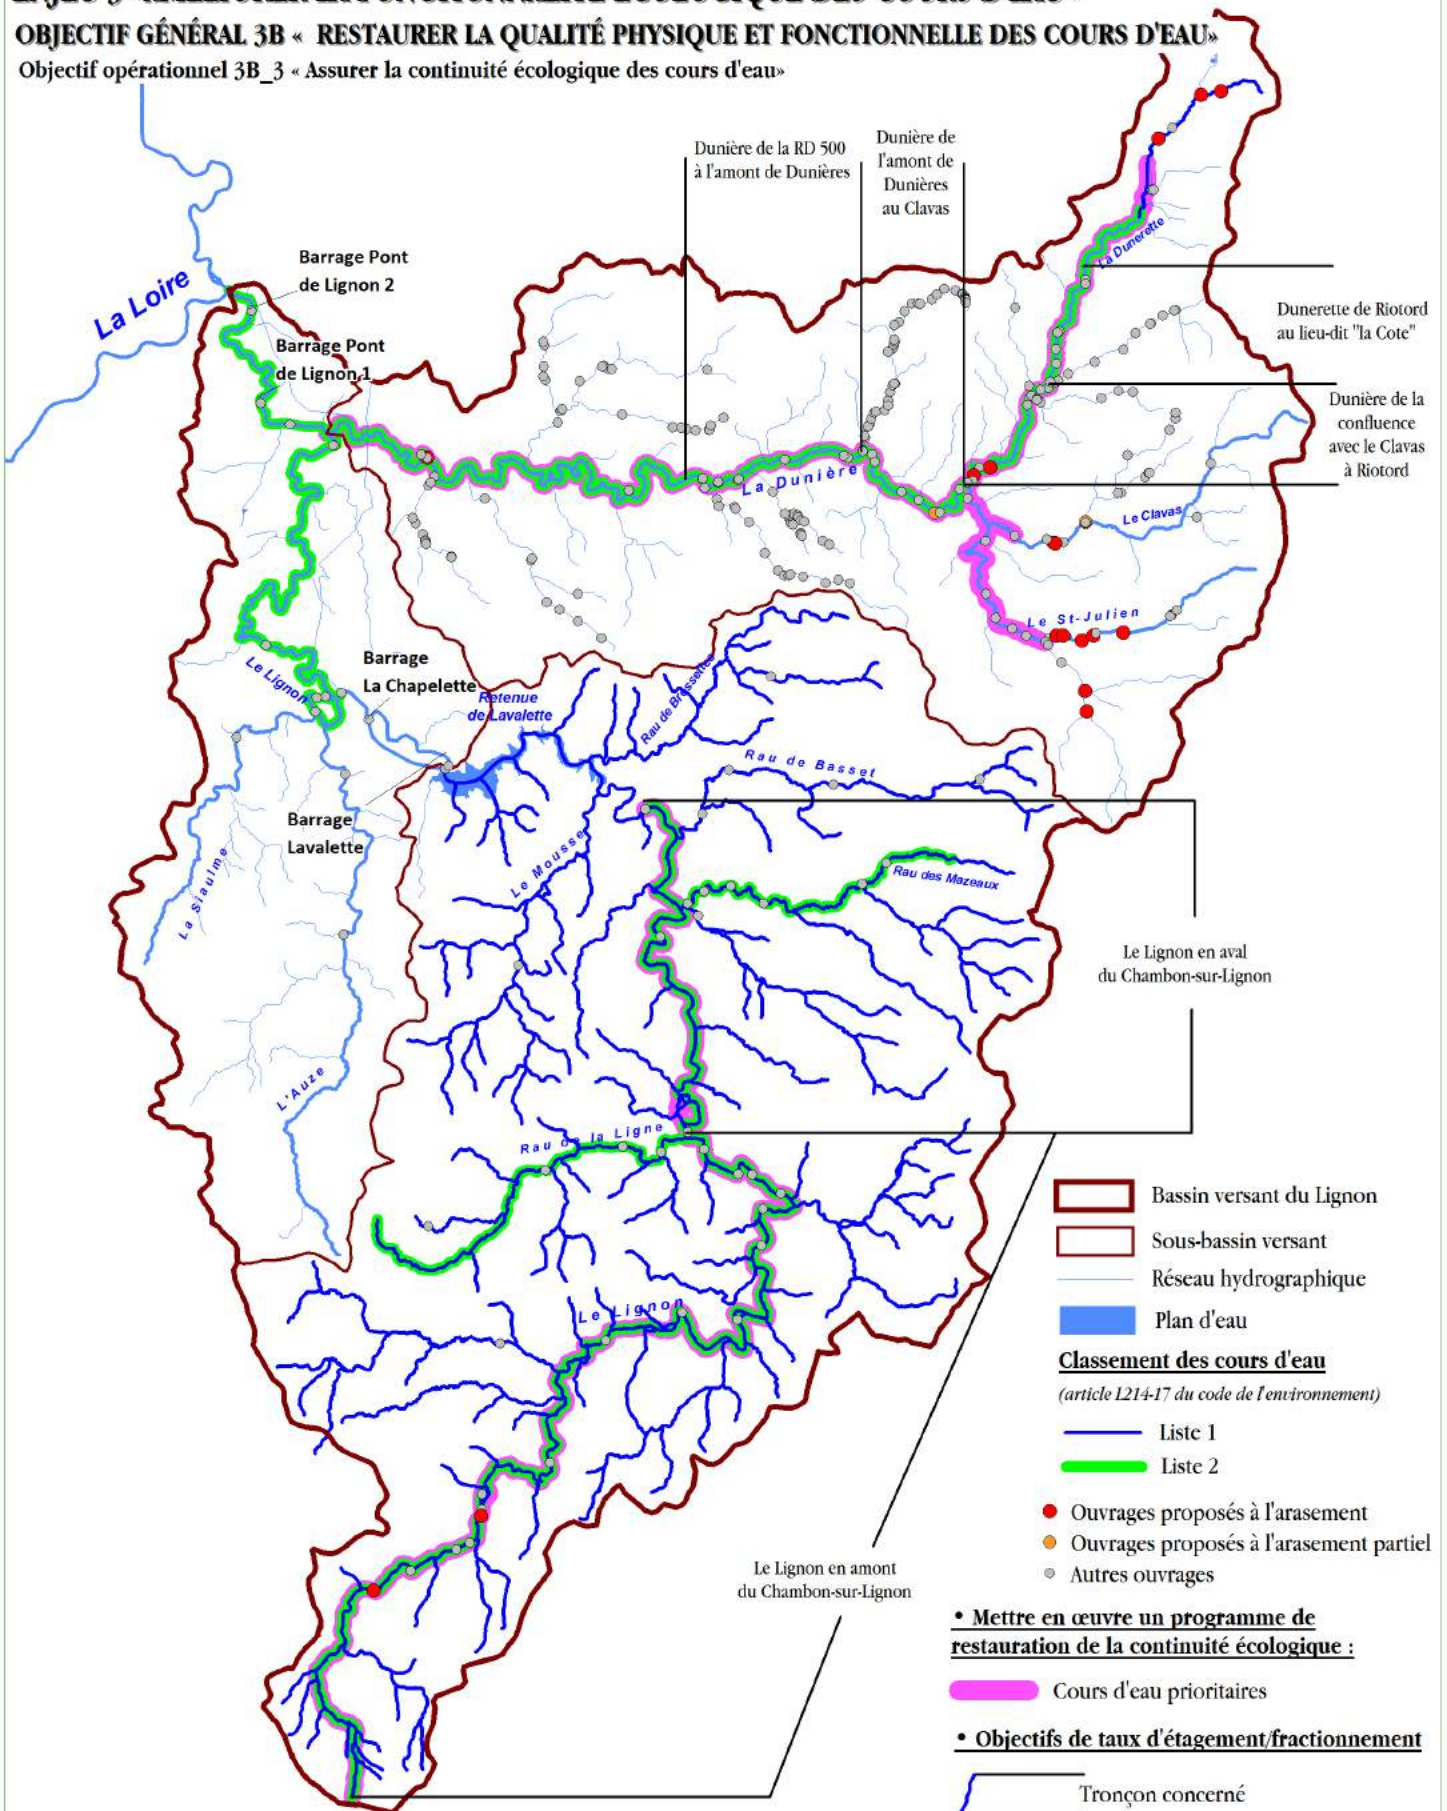 OBJECTIF GÉNÉRAL 3B « RESTAURER LA QUALITÉ PHYSIQUE ET FONCTIONNELLE DES COURS D'EAU»
Objectif opérationnel 3B_3 « Assurer la continuité écologique des cours d'eau»
Dunière de la RD 500
à l'amont de Dunières
Dunière de
l'amont de
Dunières
au Clavas
La Loire
Barrage Pont
de Lignon 2
Barrage Pont
de Lignon 1
La Dunerette
Dunerette de Riotord
au lieu-dit "la Cote"
Dunière de la
confluence
avec le Clavas
à Riotord
La Dunière
Le Clavas
Le St-Julien
Le Lignon
Barrage
La Chapelette
Retenue
de Lavalette
Rau de Brossettes
Rau de Basset
Barrage
Lavalette
La Siaulme
Le Mousse
Rau des Mazeaux
Le Lignon en aval
du Chambon-sur-Lignon
L'Auze
Rau de la Ligne
Le Lignon
Le Lignon en amont
du Chambon-sur-Lignon
Bassin versant du Lignon
Sous-bassin versant
Réseau hydrographique
Plan d'eau
Classement des cours d'eau
(article L214-17 du code de l'environnement)
Liste 1
Liste 2
Ouvrages proposés à l'arasement
Ouvrages proposés à l'arasement partiel
Autres ouvrages
• Mettre en œuvre un programme de
restauration de la continuité écologique :
Cours d'eau prioritaires
• Objectifs de taux d'étagement/fractionnement
Tronçon concerné